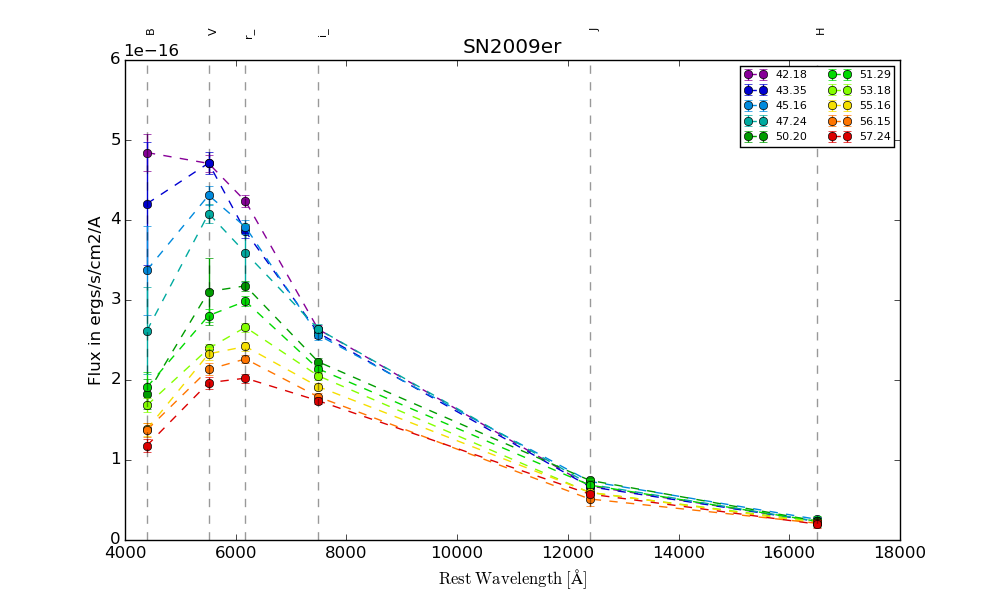 B V r_ i_ J H
1e−16 SN2009er
Flux in ergs/s/cm2/A
6
5
4
3
2
1
0
42.18 51.29
43.35 53.18
45.16 55.16
47.24 56.15
50.20 57.24
4000 6000 8000 10000 12000 14000 16000 18000
Rest Wavelength [Å]